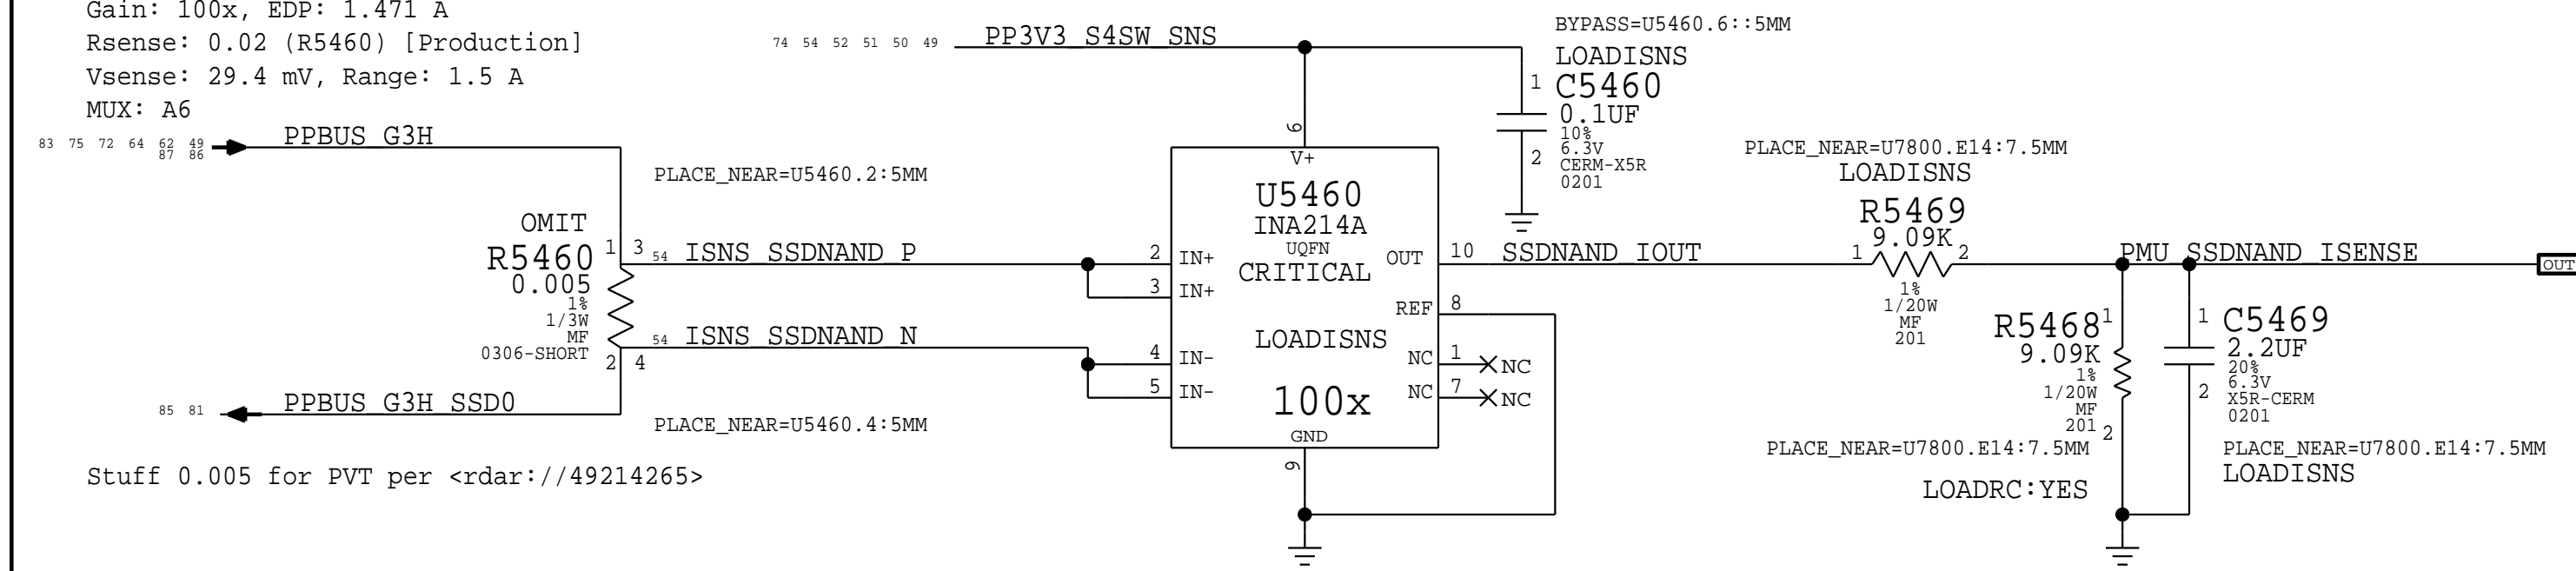 Gain: 100x, EDP: 1.471 A
Rsense: 0.02 (R5460) [Production]
Vsense: 29.4 mV, Range: 1.5 A
MUX: A6
83 75 72 64 62 49
87 86
PPBUS_G3H
PLACE_NEAR=U5460.2:5MM
OMIT
R5460
0.005
1%
1/3W
MF
0306-SHORT
1 3
2 4
54 ISNS_SSDNAND_P
54 ISNS_SSDNAND_N
85 81
PPBUS_G3H_SSD0
PLACE_NEAR=U5460.4:5MM
Stuff 0.005 for PVT per <rdar://49214265>
74 54 52 51 50 49
PP3V3_S4SW_SNS
BYPASS=U5460.6::5MM
LOADISNS
1 C5460
0.1UF
10%
6.3V
2 CERM-X5R
0201
6
V+
U5460
INA214A
UQFN
CRITICAL
LOADISNS
100x
GND
9
2 IN+
3 IN+
4 IN-
5 IN-
OUT 10
REF 8
NC 1 NC
NC 7 NC
SSDNAND_IOUT
PLACE_NEAR=U7800.E14:7.5MM
LOADISNS
R5469
1 9.09K 2
1%
1/20W
MF
201
PMU_SSDNAND_ISENSE
OUT
R5468 1
9.09K
1%
1/20W
MF
201 2
PLACE_NEAR=U7800.E14:7.5MM
LOADRC:YES
1 C5469
2.2UF
20%
6.3V
2 X5R-CERM
0201
PLACE_NEAR=U7800.E14:7.5MM
LOADISNS